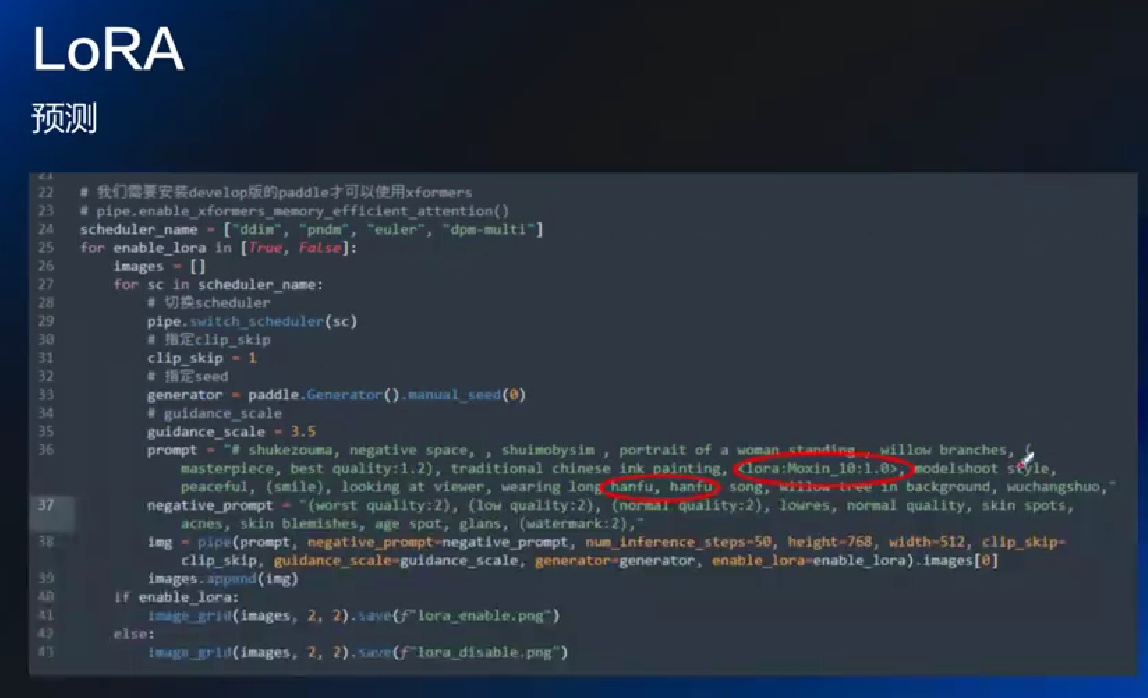 LoRA
预测
21
22 # 我们需要安装develop版的paddle才可以使用xformers
23 # pipe.enable_xformers_memory_efficient_attention()
24 scheduler_name = ["ddim", "pndm", "euler", "dpm-multi"]
25 for enable_lora in [True, False]:
26 images = []
27 for sc in scheduler_name:
28 # 切换scheduler
29 pipe.switch_scheduler(sc)
30 # 指定clip_skip
31 clip_skip = 1
32 # 指定seed
33 generator = paddle.Generator().manual_seed(0)
34 # guidance_scale
35 guidance_scale = 3.5
36 prompt = "# shukezouma, negative space, , shuimobysim , portrait of a woman standing , willow branches, (
masterpiece, best quality:1.2), traditional chinese ink painting, <lora:Moxin_10:1.0>, modelshoot style,
peaceful, (smile), looking at viewer, wearing long hanfu, hanfu song, willow tree in background, wuchangshuo,"
37 negative_prompt = "(worst quality:2), (low quality:2), (normal quality:2), lowres, normal quality, skin spots,
acnes, skin blemishes, age spot, glans, (watermark:2),"
38 img = pipe(prompt, negative_prompt=negative_prompt, num_inference_steps=50, height=768, width=512, clip_skip=
clip_skip, guidance_scale=guidance_scale, generator=generator, enable_lora=enable_lora).images[0]
39 images.append(img)
40 if enable_lora:
41 image_grid(images, 2, 2).save(f"lora_enable.png")
42 else:
43 image_grid(images, 2, 2).save(f"lora_disable.png")